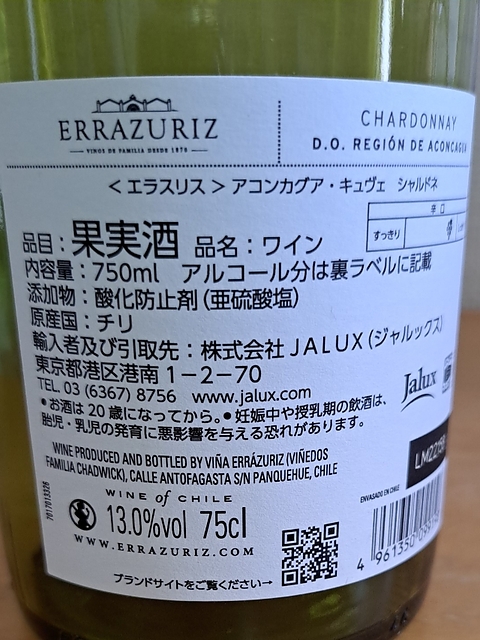 ERRAZURIZ
VINOS DE FAMILIA DESDE 1870
CHARDONNAY
D.O. REGIÓN DE ACONCAGUA
＜エラスリス＞アコンカグア・キュヴェ シャルドネ
辛口
すっきり
品目：果実酒 品名：ワイン
内容量：750ml アルコール分は裏ラベルに記載
添加物：酸化防止剤（亜硫酸塩）
原産国：チリ
輸入者及び引取先：株式会社JALUX（ジャルックス）
東京都港区港南1－2－70
TEL. 03 (6367) 8756 www.jalux.com
Jalux
●お酒は20歳になってから。●妊娠中や授乳期の飲酒は、
胎児・乳児の発育に悪影響を与える恐れがあります。
WINE PRODUCED AND BOTTLED BY VIÑA ERRÁZURIZ (VIÑEDOS
FAMILIA CHADWICK), CALLE ANTOFAGASTA S/N PANQUEHUE, CHILE
WINE of CHILE
13.0%vol 75cl
WWW.ERRAZURIZ.COM
ブランドサイトをご覧ください→
ENVASADO EN CHILE